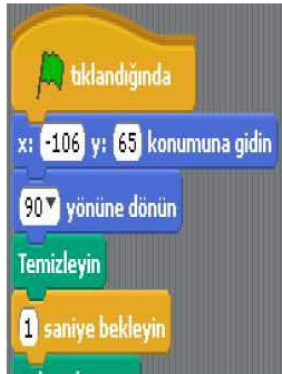 tıklandığında
x: -106 y: 65 konumuna gidin
90 yönüne dönün
Temizleyin
1 saniye bekleyin